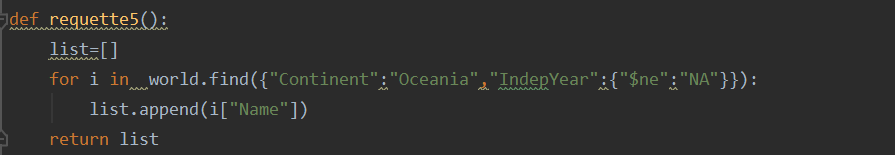 def requette5():
    list=[]
    for i in  world.find({"Continent":"Oceania","IndepYear":{"$ne":"NA"}}):
        list.append(i["Name"])
    return list